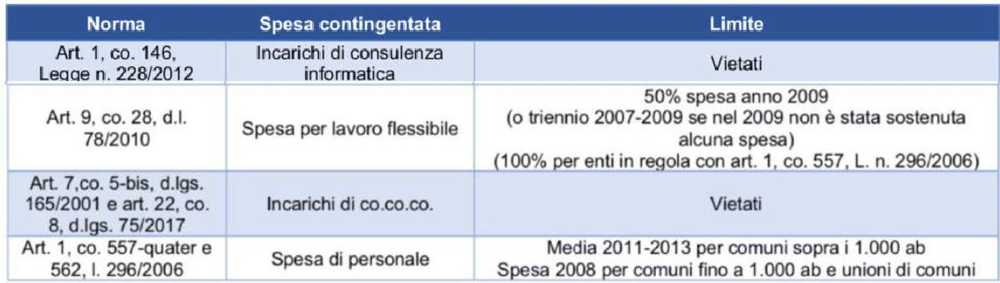 Norma Spesa contingentata Limite
Art. 1, co. 146,
Legge n. 228/2012
Incarichi di consulenza
informatica
Vietati
Art. 9, co. 28, d.l.
78/2010
Spesa per lavoro flessibile
50% spesa anno 2009
(o triennio 2007-2009 se nel 2009 non è stata sostenuta
alcuna spesa)
(100% per enti in regola con art. 1, co. 557, L. n. 296/2006)
Art. 7,co. 5-bis, d.lgs.
165/2001 e art. 22, co.
8, d.lgs. 75/2017
Incarichi di co.co.co.
Vietati
Art. 1, co. 557-quater e
562, l. 296/2006
Spesa di personale
Media 2011-2013 per comuni sopra i 1.000 ab
Spesa 2008 per comuni fino a 1.000 ab e unioni di comuni